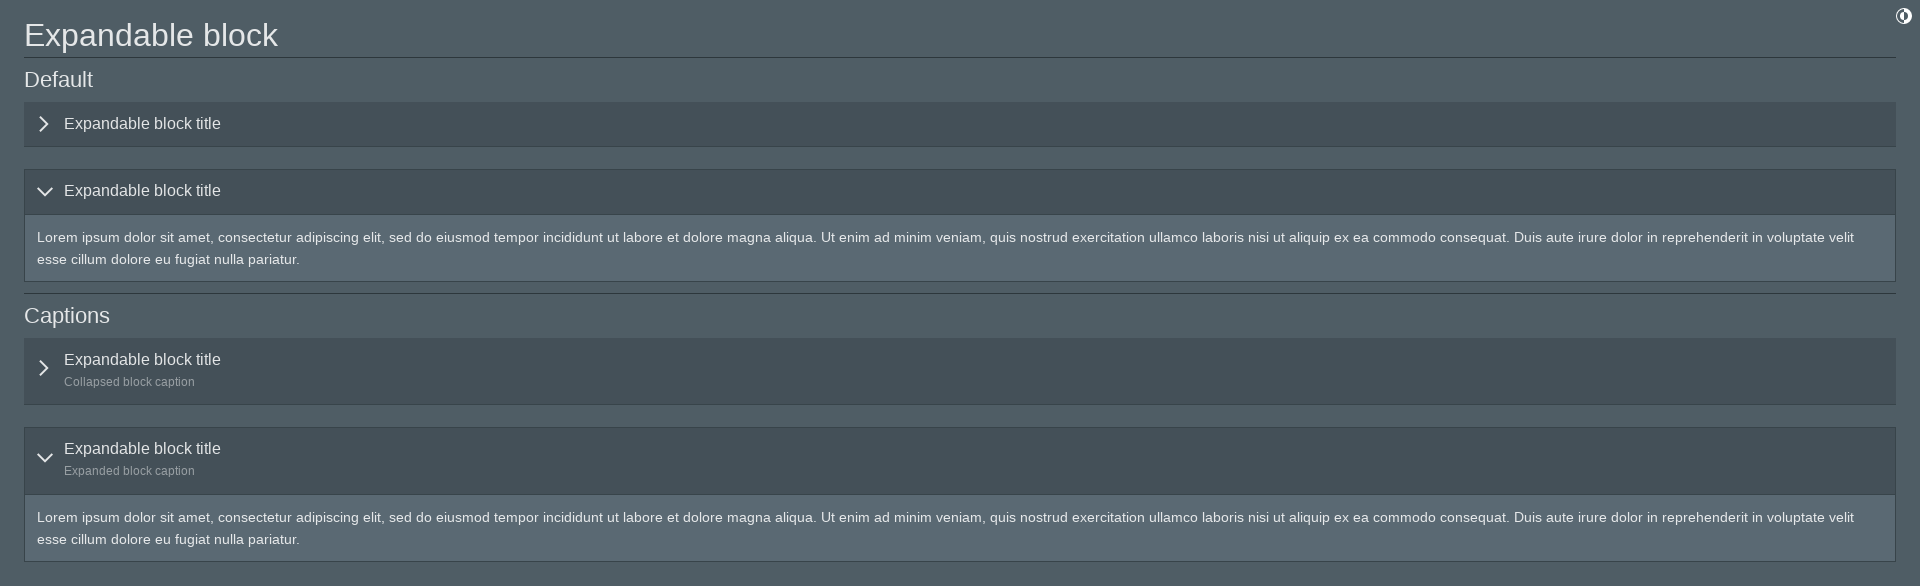 Expandable block
Default
Expandable block title
Expandable block title
Lorem ipsum dolor sit amet, consectetur adipiscing elit, sed do eiusmod tempor incididunt ut labore et dolore magna aliqua. Ut enim ad minim veniam, quis nostrud exercitation ullamco laboris nisi ut aliquip ex ea commodo consequat. Duis aute irure dolor in reprehenderit in voluptate velit
esse cillum dolore eu fugiat nulla pariatur.
Captions
Expandable block title
Collapsed block caption
Expandable block title
Expanded block caption
Lorem ipsum dolor sit amet, consectetur adipiscing elit, sed do eiusmod tempor incididunt ut labore et dolore magna aliqua. Ut enim ad minim veniam, quis nostrud exercitation ullamco laboris nisi ut aliquip ex ea commodo consequat. Duis aute irure dolor in reprehenderit in voluptate velit
esse cillum dolore eu fugiat nulla pariatur.